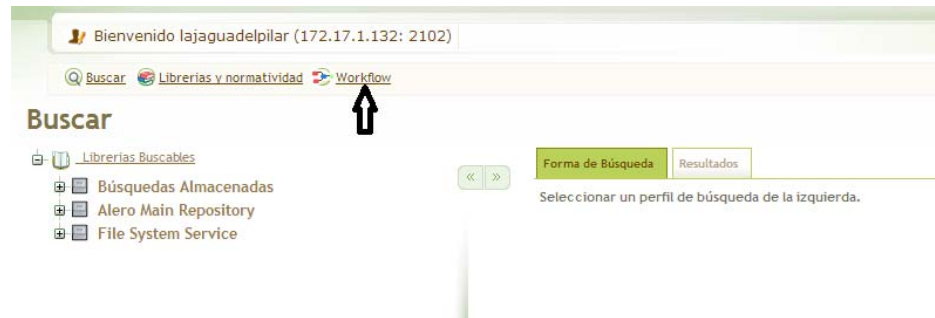 Bienvenido lajaguadelpilar (172.17.1.132: 2102)
Buscar Librerias y normatividad Workflow
Buscar
Librerias Buscables
Búsquedas Almacenadas
Alero Main Repository
File System Service
« »
Forma de Búsqueda Resultados
Seleccionar un perfil de búsqueda de la izquierda.